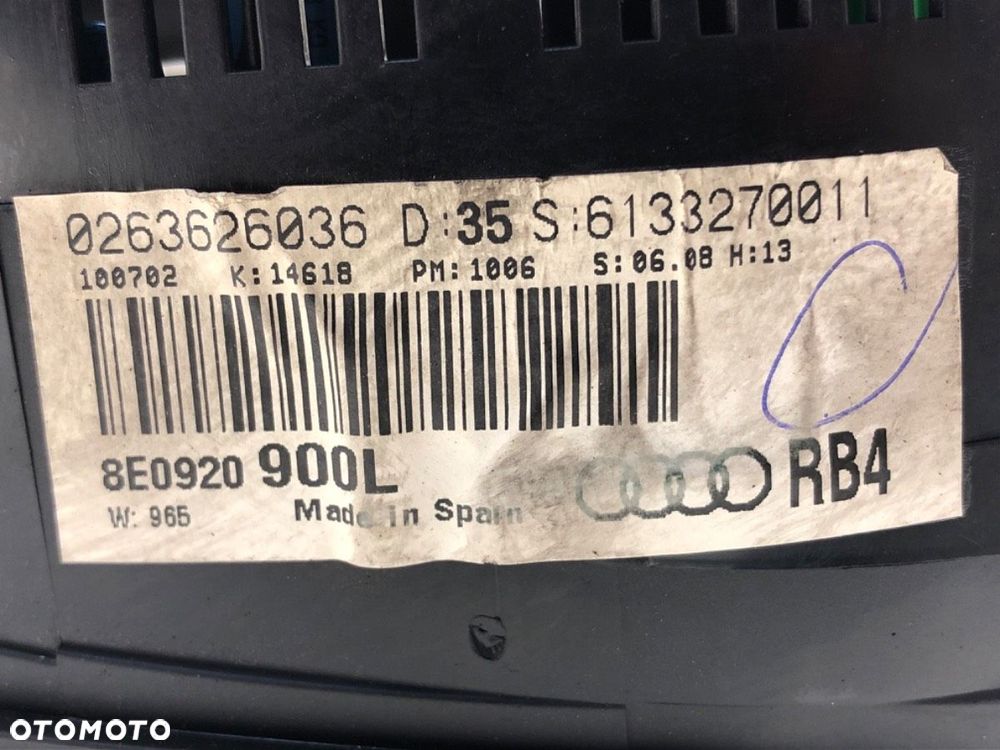 0263626036 D:35 S:6133270011
100702 K:14618 PM:1006 S:06.08 H:13
8E0920 900L
RB4
W: 965 Made in Spain
OTOMOTO